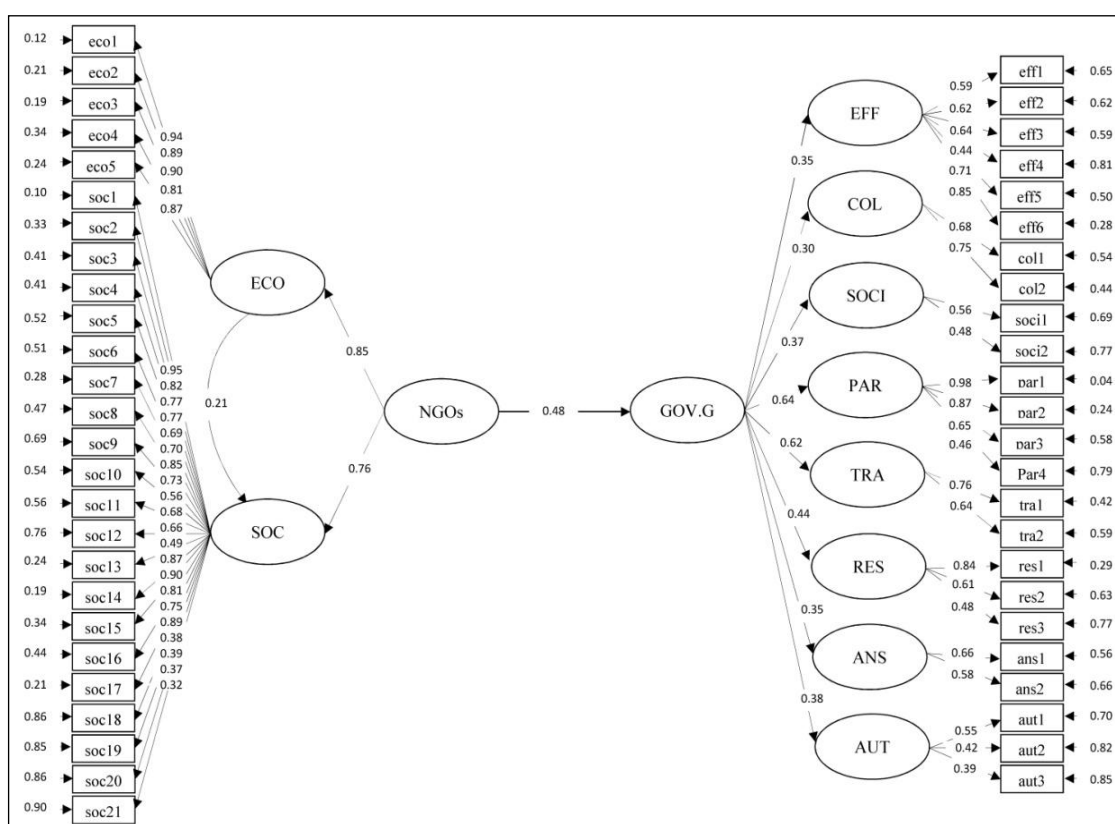 0.12 eco1
0.21 eco2
0.19 eco3
0.34 eco4
0.24 eco5
0.10 soc1
0.33 soc2
0.41 soc3
0.41 soc4
0.52 soc5
0.51 soc6
0.28 soc7
0.47 soc8
0.69 soc9
0.54 soc10
0.56 soc11
0.76 soc12
0.24 soc13
0.19 soc14
0.34 soc15
0.44 soc16
0.21 soc17
0.86 soc18
0.85 soc19
0.86 soc20
0.90 soc21
0.94
0.89
0.90
0.81
0.87
0.95
0.82
0.77
0.77
0.69
0.70
0.85
0.73
0.56
0.68
0.66
0.49
0.87
0.90
0.81
0.75
0.89
0.38
0.39
0.37
0.32
ECO
0.21
SOC
0.85
0.76
NGOs
0.48
GOV.G
0.35
0.30
0.37
0.64
0.62
0.44
0.35
0.38
EFF
COL
SOCI
PAR
TRA
RES
ANS
AUT
0.59
0.62
0.64
0.44
0.71
0.85
0.68
0.75
0.56
0.48
0.98
0.87
0.65
0.46
0.76
0.64
0.84
0.61
0.48
0.66
0.58
0.55
0.42
0.39
eff1 0.65
eff2 0.62
eff3 0.59
eff4 0.81
eff5 0.50
eff6 0.28
col1 0.54
col2 0.44
soci1 0.69
soci2 0.77
par1 0.04
par2 0.24
par3 0.58
Par4 0.79
tra1 0.42
tra2 0.59
res1 0.29
res2 0.63
res3 0.77
ans1 0.56
ans2 0.66
aut1 0.70
aut2 0.82
aut3 0.85